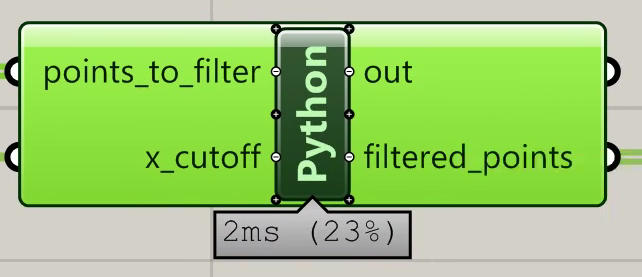 points_to_filter
x_cutoff
Python
out
filtered_points
2ms (23%)